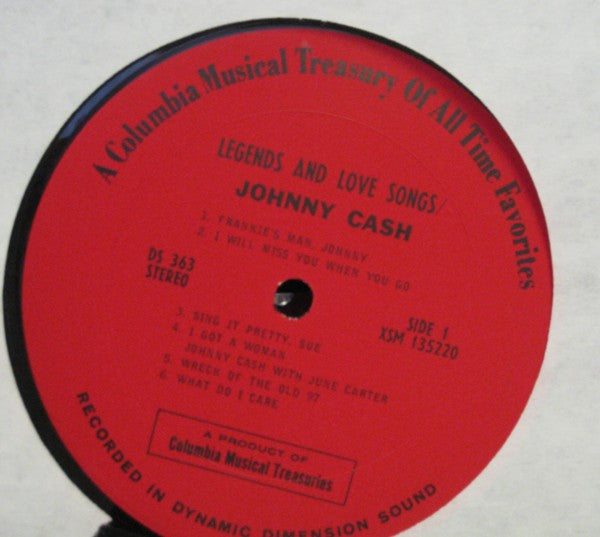 A Columbia Musical Treasury Of All Time Favorites
LEGENDS AND LOVE SONGS/
JOHNNY CASH
1. FRANKIE'S MAN, JOHNNY
2. I WILL MISS YOU WHEN YOU GO
DS 363
STEREO
SIDE 1
XSM 135220
3. SING IT PRETTY, SUE
4. I GOT A WOMAN
JOHNNY CASH WITH JUNE CARTER
5. WRECK OF THE OLD 97
6. WHAT DO I CARE
A PRODUCT OF
Columbia Musical Treasuries
RECORDED IN DYNAMIC DIMENSION SOUND